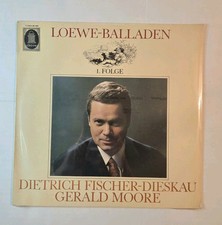 LOEWE-BALLADEN
1. FOLGE
DIETRICH FISCHER-DIESKAU
GERALD MOORE